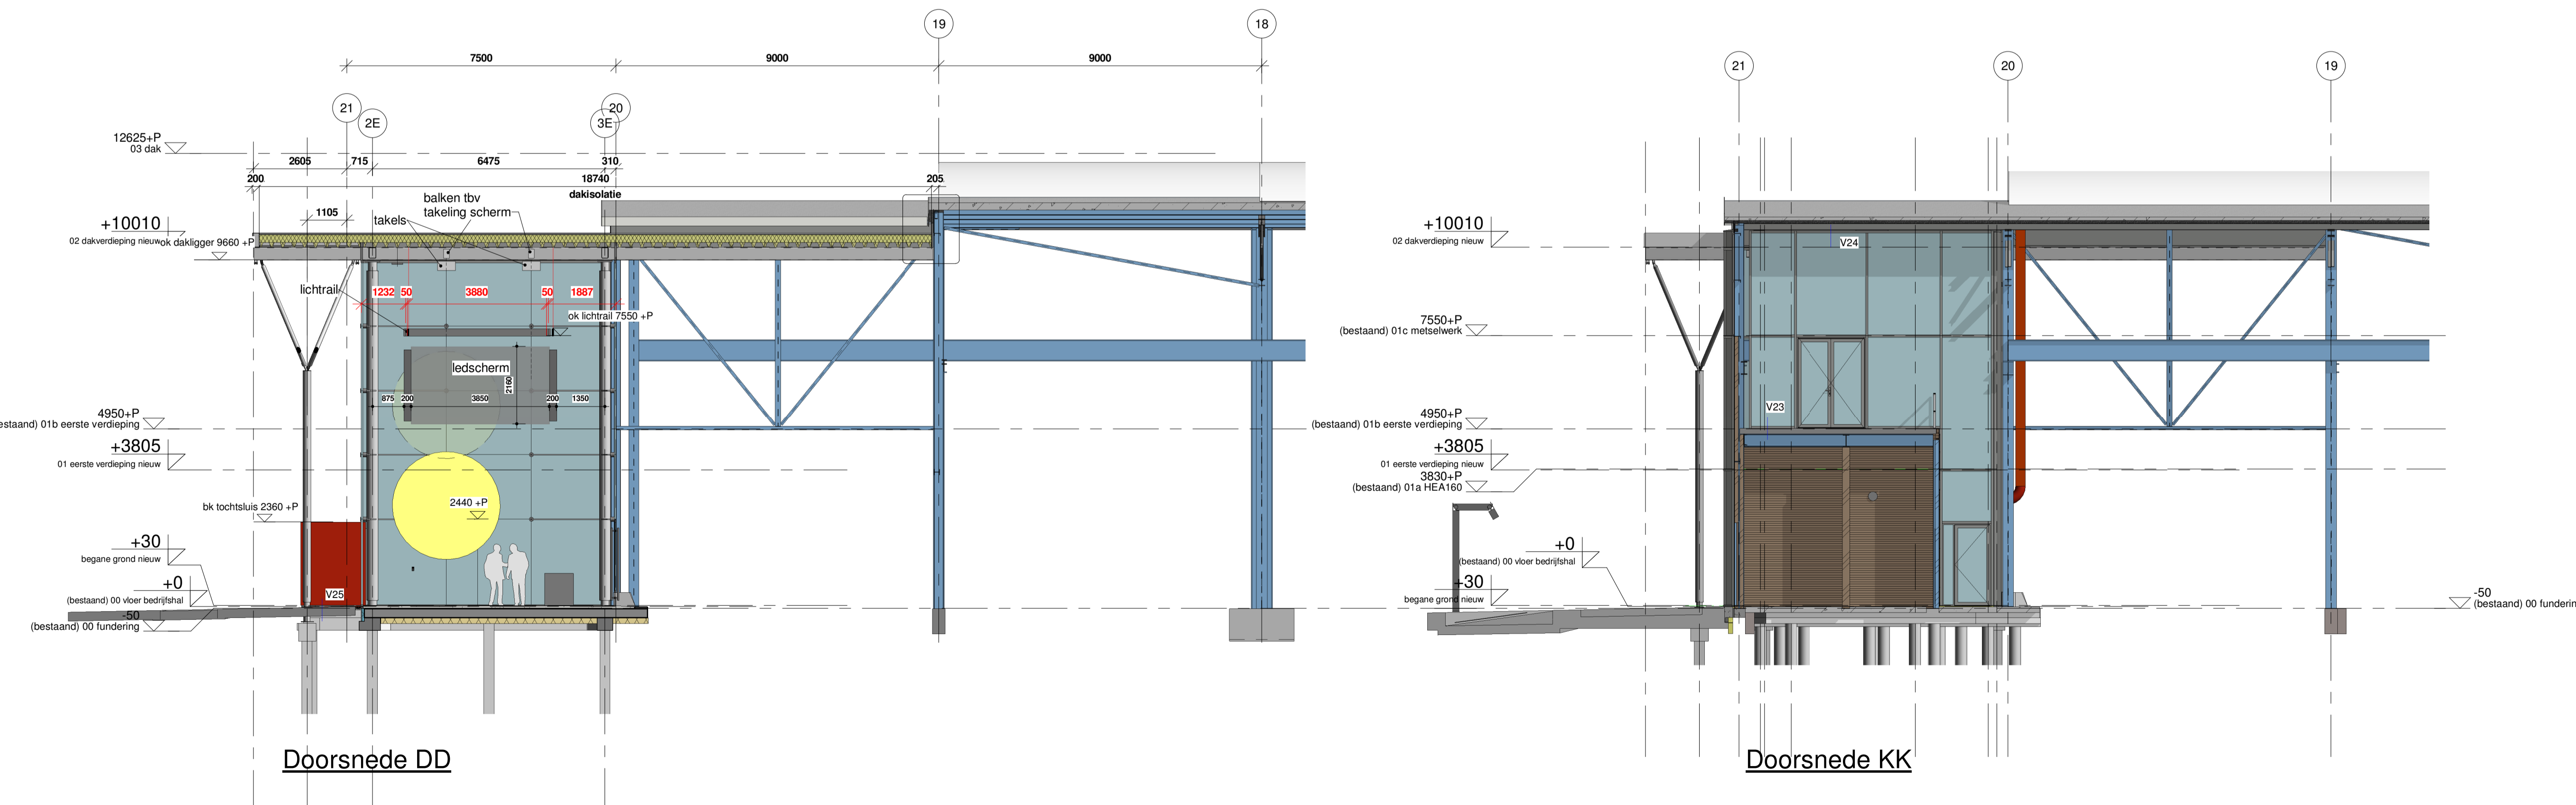 19
18
7500
9000
9000
21
2E
20
3E
12625+P
03 dak
2605
715
6475
310
200
18740
205
dakisolatie
balken tbv
takeling scherm
takels
1105
+10010
02 dakverdieping nieuw
ok dakligger 9660 +P
lichtrail
1232
50
3880
50
1887
ok lichtrail 7550 +P
ledscherm
2160
875
200
3850
200
1350
4950+P
estaand) 01b eerste verdieping
+3805
01 eerste verdieping nieuw
bk tochtsluis 2360 +P
2440 +P
+30
begane grond nieuw
+0
(bestaand) 00 vloer bedrijfshal
V25
-50
(bestaand) 00 fundering
Doorsnede DD
21
20
19
+10010
02 dakverdieping nieuw
V24
7550+P
(bestaand) 01c metselwerk
V23
4950+P
(bestaand) 01b eerste verdieping
+3805
01 eerste verdieping nieuw
3830+P
(bestaand) 01a HEA160
+0
(bestaand) 00 vloer bedrijfshal
+30
begane grond nieuw
-50
(bestaand) 00 funderin
Doorsnede KK